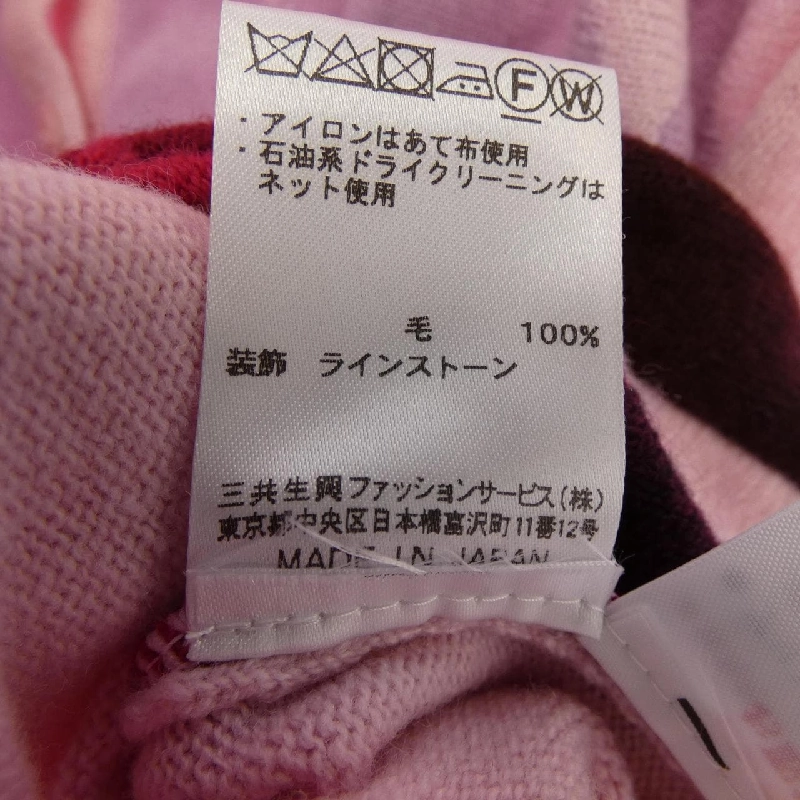 F W
・アイロンはあて布使用
・石油系ドライクリーニングは
ネット使用
毛 100%
装飾 ラインストーン
三共生興ファッションサービス(株)
東京都中央区日本橋富沢町11番12号
MADE IN JAPAN